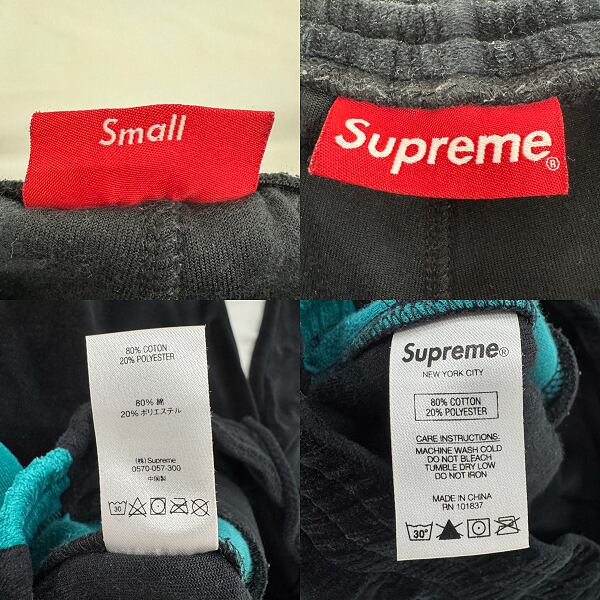 Small
Supreme®
80% COTTON
20% POLYESTER
80% 綿
20% ポリエステル
(株) Supreme
0570-057-300
中国製
30
Supreme®
NEW YORK CITY
80% COTTON
20% POLYESTER
CARE INSTRUCTIONS:
MACHINE WASH COLD
DO NOT BLEACH
TUMBLE DRY LOW
DO NOT IRON
MADE IN CHINA
RN 101837
30°